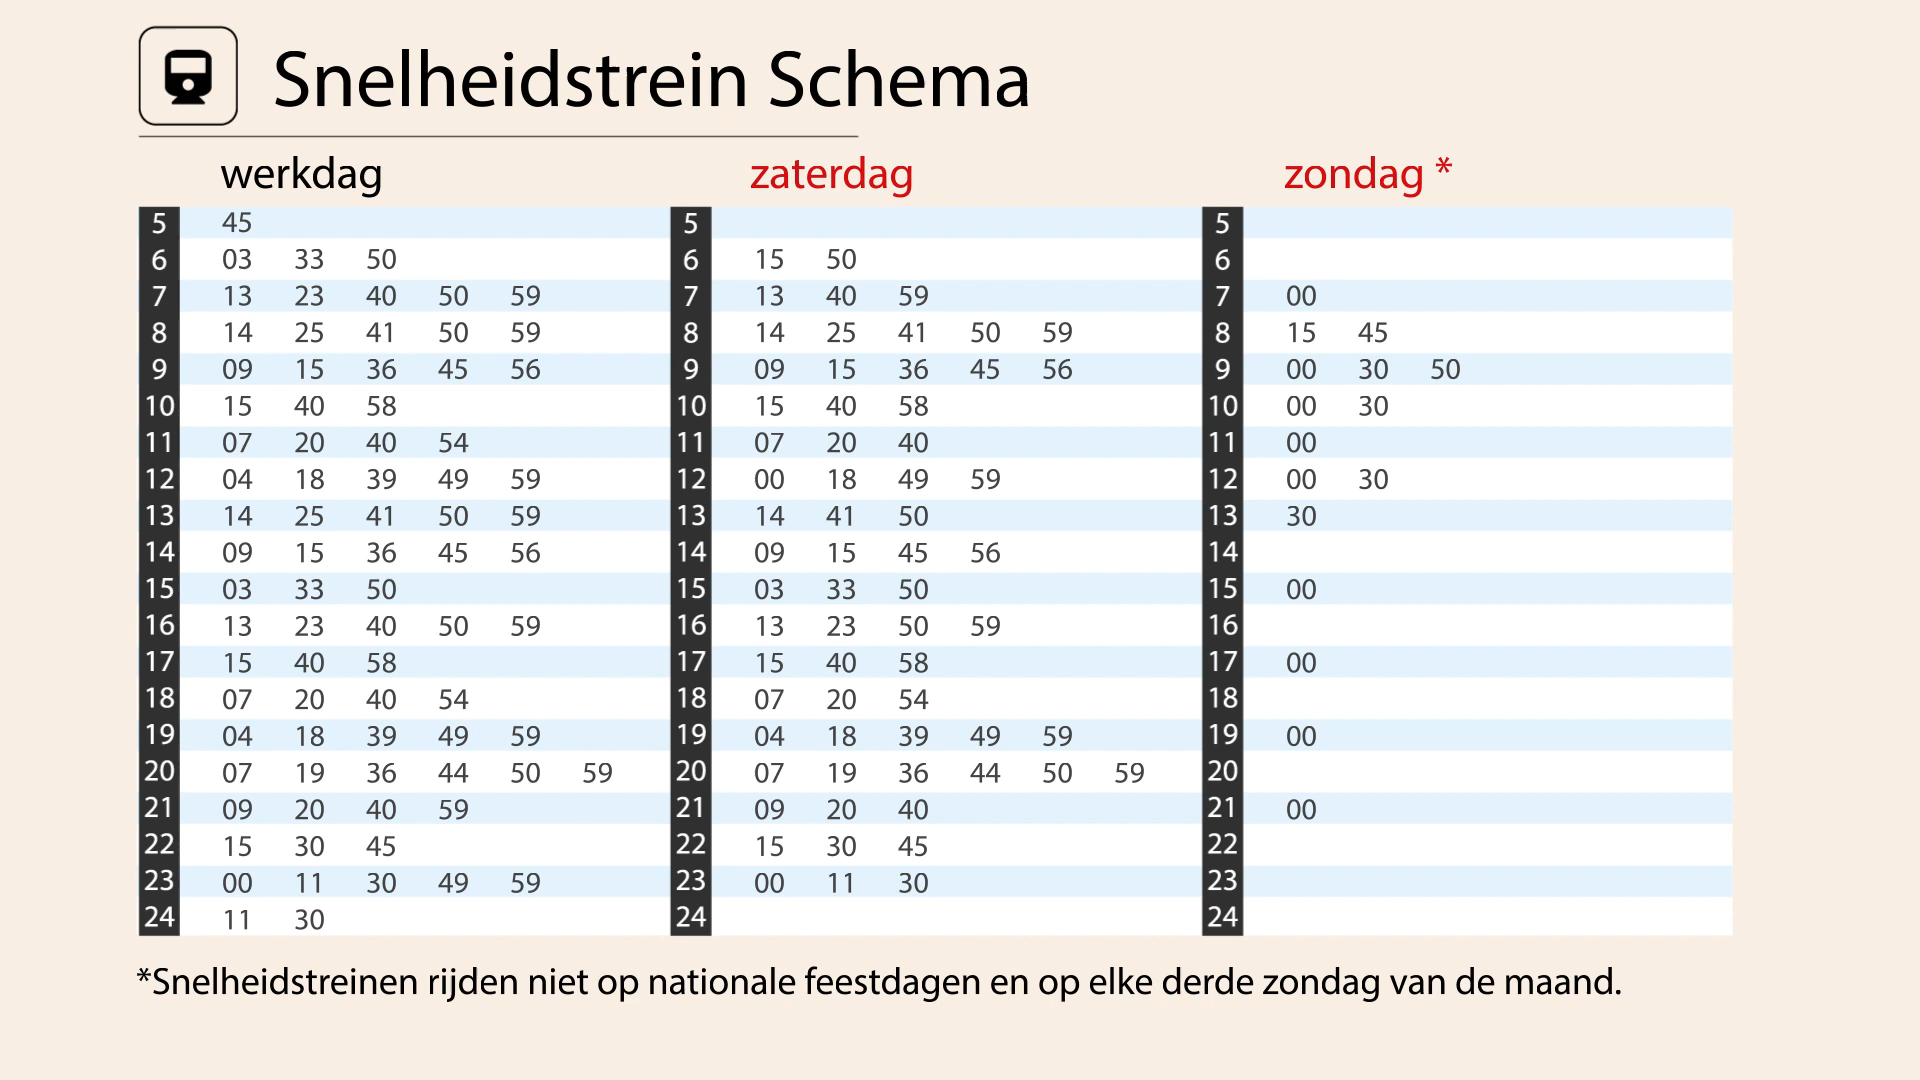 Snelheidstrein Schema
werkdag zaterdag zondag *
5 45 5 5
6 03 33 50 6 15 50 6
7 13 23 40 50 59 7 13 40 59 7 00
8 14 25 41 50 59 8 14 25 41 50 59 8 15 45
9 09 15 36 45 56 9 09 15 36 45 56 9 00 30 50
10 15 40 58 10 15 40 58 10 00 30
11 07 20 40 54 11 07 20 40 11 00
12 04 18 39 49 59 12 00 18 49 59 12 00 30
13 14 25 41 50 59 13 14 41 50 13 30
14 09 15 36 45 56 14 09 15 45 56 14
15 03 33 50 15 03 33 50 15 00
16 13 23 40 50 59 16 13 23 50 59 16
17 15 40 58 17 15 40 58 17 00
18 07 20 40 54 18 07 20 54 18
19 04 18 39 49 59 19 04 18 39 49 59 19 00
20 07 19 36 44 50 59 20 07 19 36 44 50 59 20
21 09 20 40 59 21 09 20 40 21 00
22 15 30 45 22 15 30 45 22
23 00 11 30 49 59 23 00 11 30 23
24 11 30 24 24
*Snelheidstreinen rijden niet op nationale feestdagen en op elke derde zondag van de maand.